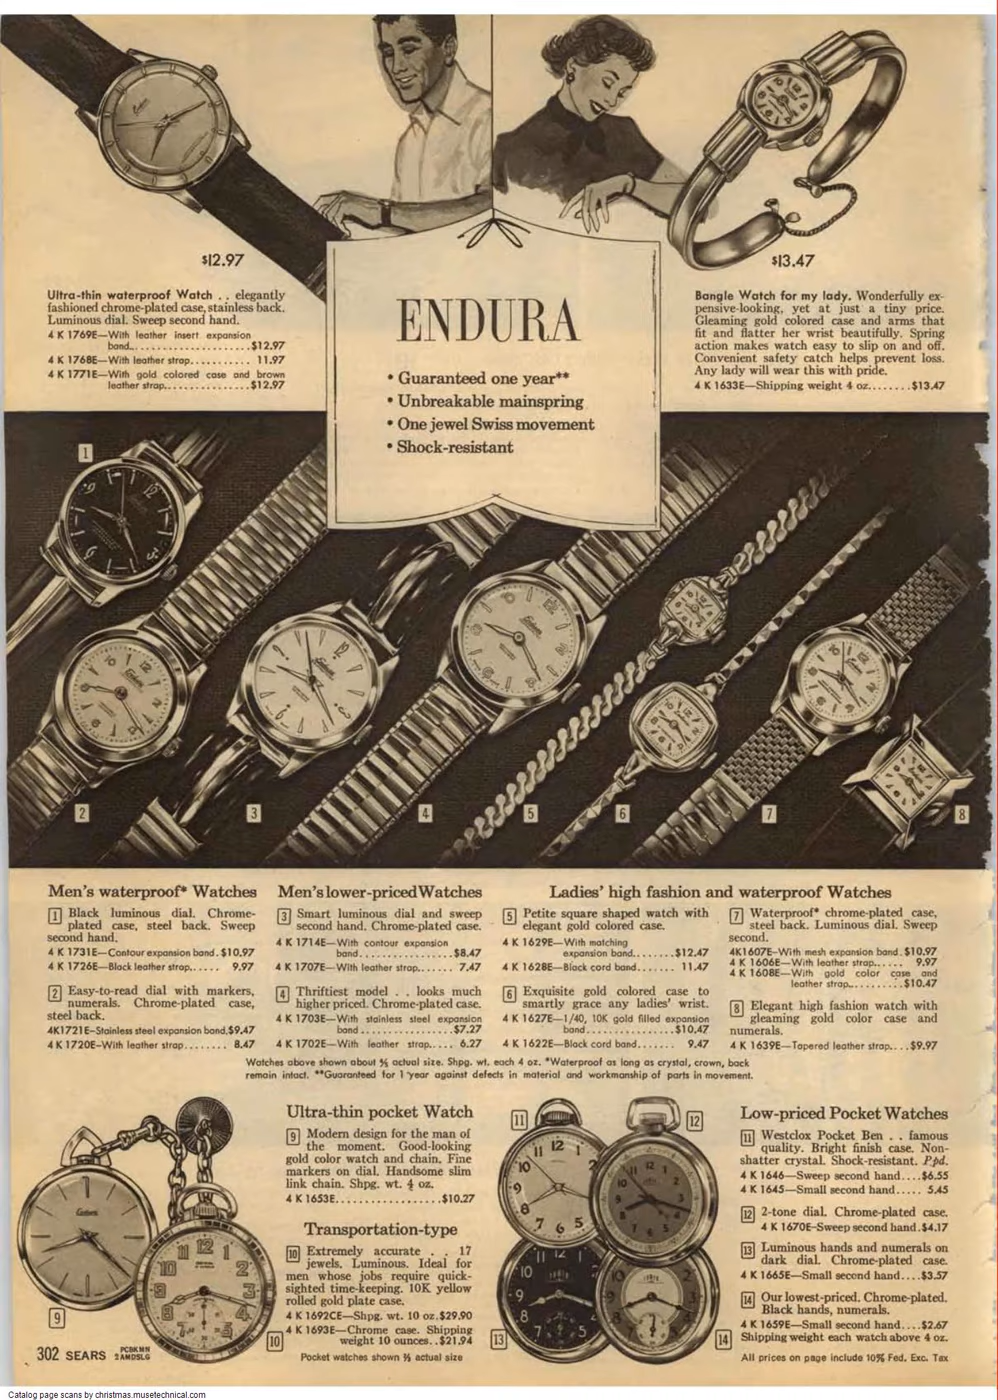 $12.97
Ultra-thin waterproof Watch . . elegantly
fashioned chrome-plated case, stainless back.
Luminous dial. Sweep second hand.
4 K 1769E—With leather insert expansion
band.....................$12.97
4 K 1768E—With leather strap........... 11.97
4 K 1771E—With gold colored case and brown
leather strap..............$12.97
ENDURA
• Guaranteed one year**
• Unbreakable mainspring
• One jewel Swiss movement
• Shock-resistant
$13.47
Bangle Watch for my lady. Wonderfully ex-
pensive-looking, yet at just a tiny price.
Gleaming gold colored case and arms that
fit and flatter her wrist beautifully. Spring
action makes watch easy to slip on and off.
Convenient safety catch helps prevent loss.
Any lady will wear this with pride.
4 K 1633E—Shipping weight 4 oz........$13.47
1
2
3
4
5
6
7
8
Men's waterproof* Watches
1 Black luminous dial. Chrome-
plated case, steel back. Sweep
second hand.
4 K 1731E—Contour expansion band.$10.97
4 K 1726E—Black leather strap...... 9.97
2 Easy-to-read dial with markers,
numerals. Chrome-plated case,
steel back.
4K1721E—Stainless steel expansion band.$9.47
4 K 1720E—With leather strap........ 8.47
Men's lower-priced Watches
3 Smart luminous dial and sweep
second hand. Chrome-plated case.
4 K 1714E—With contour expansion
band................$8.47
4 K 1707E—With leather strap....... 7.47
4 Thriftiest model . . looks much
higher priced. Chrome-plated case.
4 K 1703E—With stainless steel expansion
band................$7.27
4 K 1702E—With leather strap..... 6.27
Ladies' high fashion and waterproof Watches
5 Petite square shaped watch with
elegant gold colored case.
4 K 1629E—With matching
expansion band........$12.47
4 K 1628E—Black cord band....... 11.47
6 Exquisite gold colored case to
smartly grace any ladies' wrist.
4 K 1627E—1/40, 10K gold filled expansion
band...............$10.47
4 K 1622E—Black cord band....... 9.47
7 Waterproof* chrome-plated case,
steel back. Luminous dial. Sweep
second.
4K1607E—With mesh expansion band.$10.97
4 K 1606E—With leather strap..... 9.97
4 K 1608E—With gold color case and
leather strap..........$10.47
8 Elegant high fashion watch with
gleaming gold color case and
numerals.
4 K 1639E—Tapered leather strap....$9.97
Watches above shown about ⅘ actual size. Shpg. wt. each 4 oz. *Waterproof as long as crystal, crown, back
remain intact. **Guaranteed for 1 year against defects in material and workmanship of parts in movement.
Ultra-thin pocket Watch
9 Modern design for the man of
the moment. Good-looking
gold color watch and chain. Fine
markers on dial. Handsome slim
link chain. Shpg. wt. 4 oz.
4 K 1653E.................$10.27
Transportation-type
10 Extremely accurate . . 17
jewels. Luminous. Ideal for
men whose jobs require quick-
sighted time-keeping. 10K yellow
rolled gold plate case.
4 K 1692CE—Shpg. wt. 10 oz.$29.90
4 K 1693E—Chrome case. Shipping
weight 10 ounces..$21.94
Pocket watches shown ½ actual size
9
10
11
12
13
14
Low-priced Pocket Watches
11 Westclox Pocket Ben . . famous
quality. Bright finish case. Non-
shatter crystal. Shock-resistant. Ppd.
4 K 1646—Sweep second hand....$6.55
4 K 1645—Small second hand..... 5.45
12 2-tone dial. Chrome-plated case.
4 K 1670E—Sweep second hand.$4.17
13 Luminous hands and numerals on
dark dial. Chrome-plated case.
4 K 1665E—Small second hand....$3.57
14 Our lowest-priced. Chrome-plated.
Black hands, numerals.
4 K 1659E—Small second hand....$2.67
Shipping weight each watch above 4 oz.
All prices on page include 10% Fed. Exc. Tax
302 SEARS PCBKMN
2AMDSLG
Catalog page scans by christmas.musetechnical.com